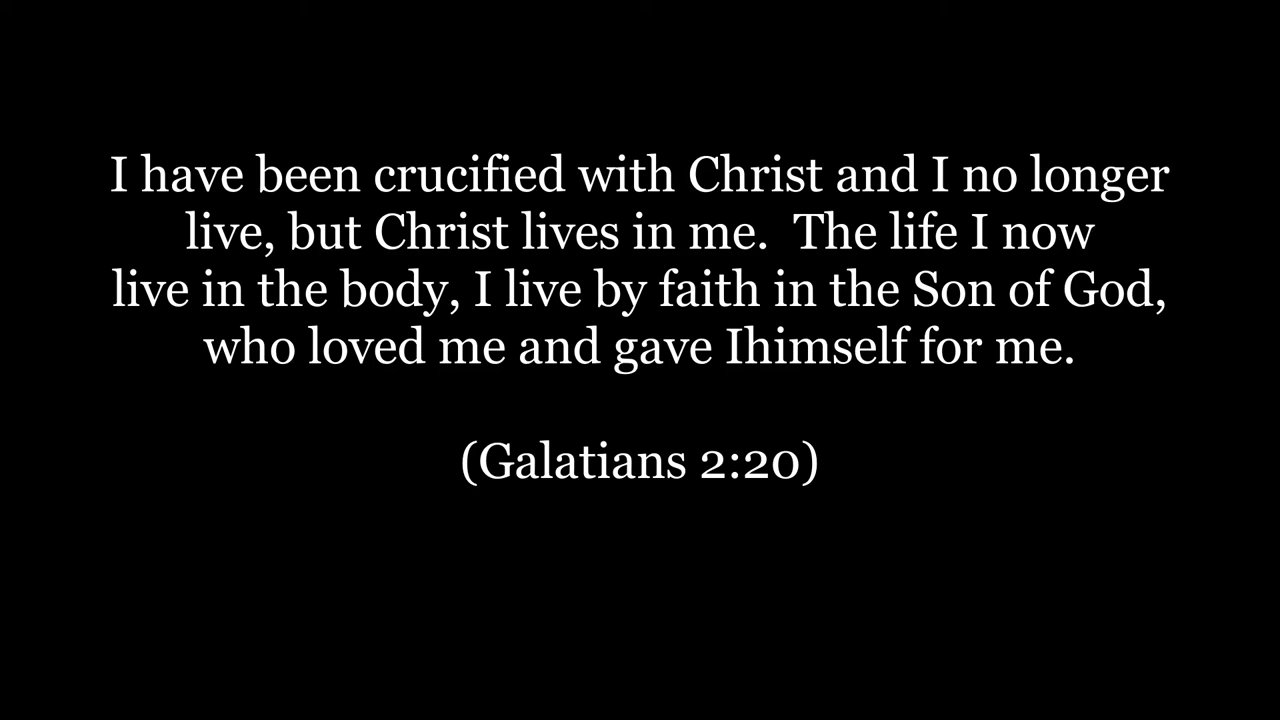 I have been crucified with Christ and I no longer
live, but Christ lives in me.  The life I now
live in the body, I live by faith in the Son of God,
who loved me and gave Ihimself for me.
(Galatians 2:20)